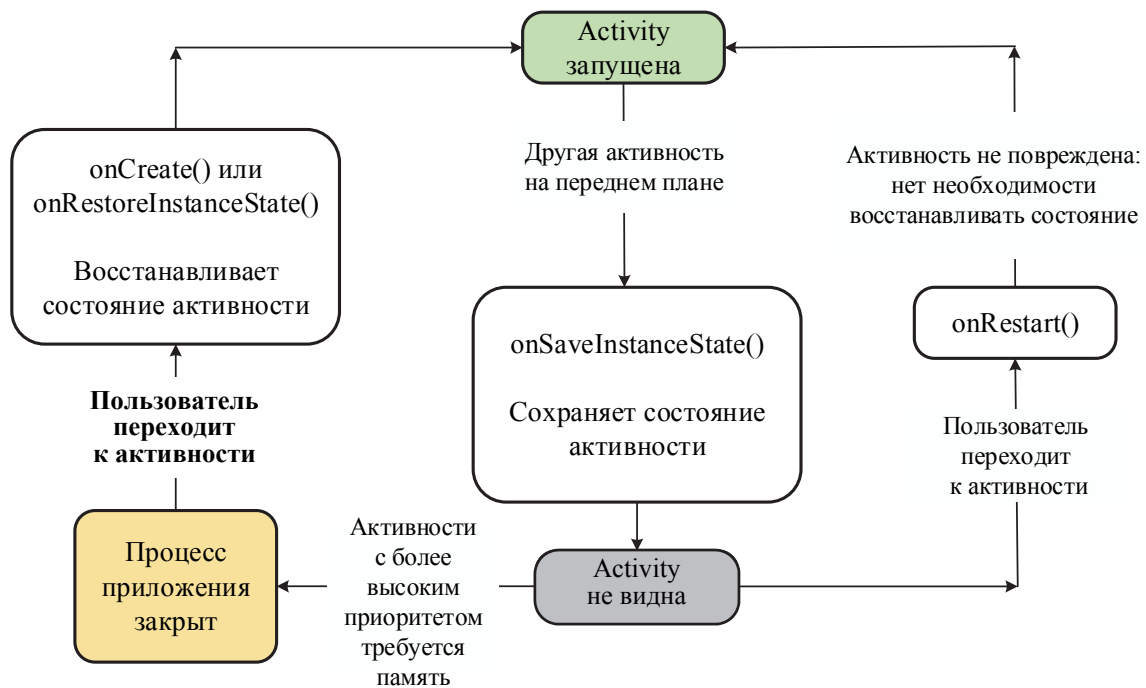 Activity
запущена
onCreate() или
onRestoreInstanceState()
Восстанавливает
состояние активности
Другая активность
на переднем плане
Активность не повреждена:
нет необходимости
восстанавливать состояние
onSaveInstanceState()
Сохраняет состояние
активности
onRestart()
Пользователь
переходит
к активности
Пользователь
переходит
к активности
Процесс
приложения
закрыт
Активности
с более
высоким
приоритетом
требуется
память
Activity
не видна